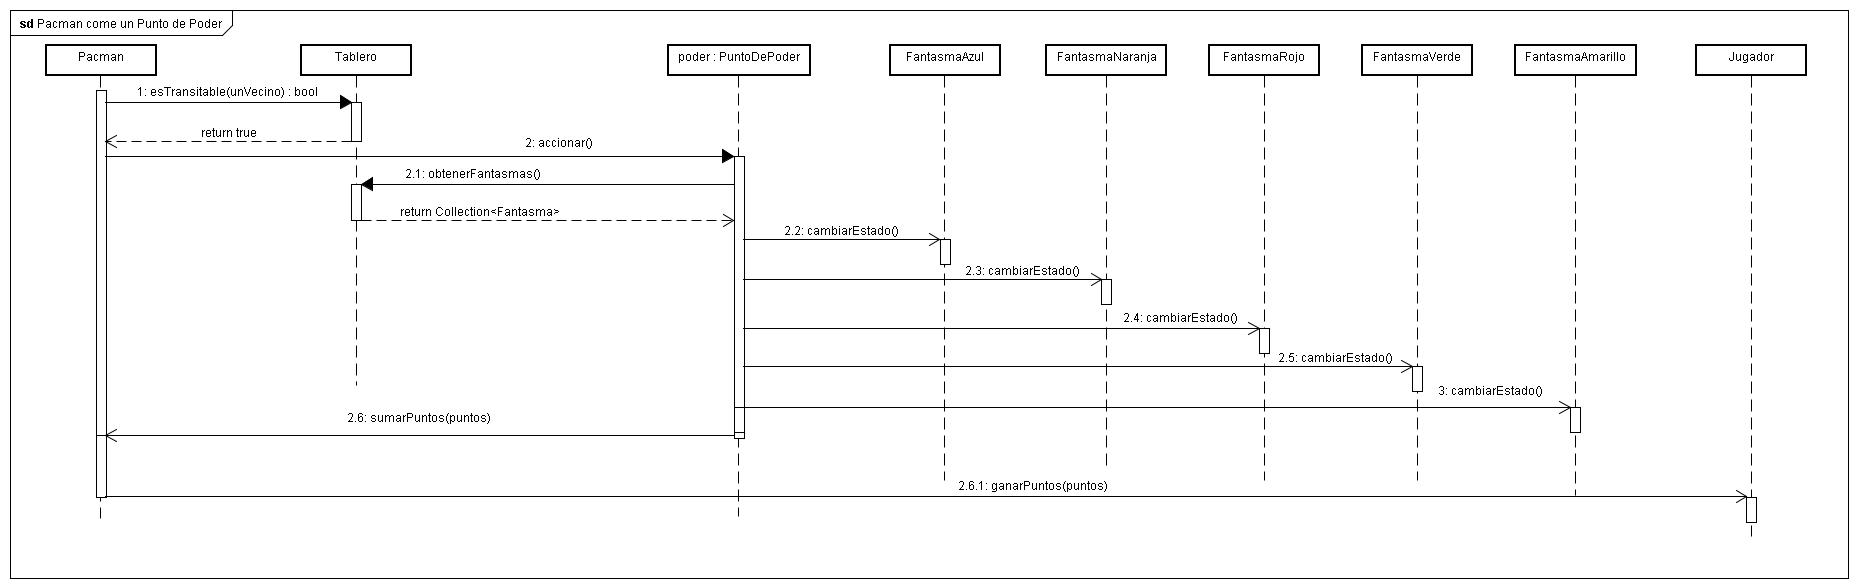 sd Pacman come un Punto de Poder
Pacman
Tablero
poder : PuntoDePoder
FantasmaAzul
FantasmaNaranja
FantasmaRojo
FantasmaVerde
FantasmaAmarillo
Jugador
1: esTransitable(unVecino) : bool
return true
2: accionar()
2.1: obtenerFantasmas()
return Collection<Fantasma>
2.2: cambiarEstado()
2.3: cambiarEstado()
2.4: cambiarEstado()
2.5: cambiarEstado()
3: cambiarEstado()
2.6: sumarPuntos(puntos)
2.6.1: ganarPuntos(puntos)